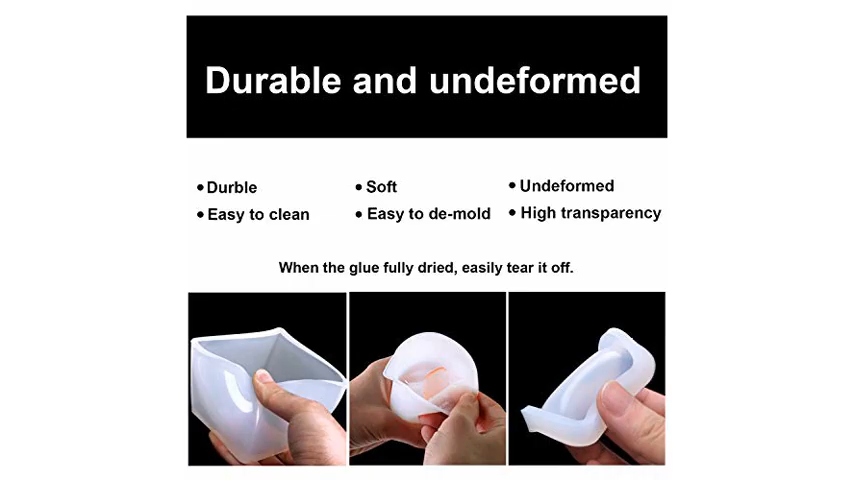 Durable and undeformed
• Durble
• Soft
• Undeformed
• Easy to clean
• Easy to de-mold
• High transparency
When the glue fully dried, easily tear it off.